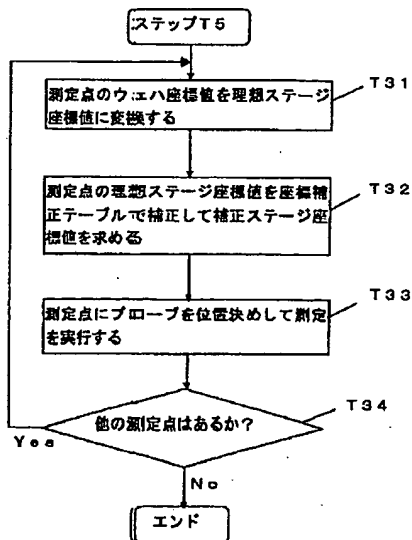 ステップT5
測定点のウェハ座標値を理想ステージ
座標値に変換する
T31
測定点の理想ステージ座標値を座標補
正テーブルで補正して補正ステージ座
標値を求める
T32
測定点にプローブを位置決めして測定
を実行する
T33
他の測定点はあるか?
T34
Yes
No
エンド